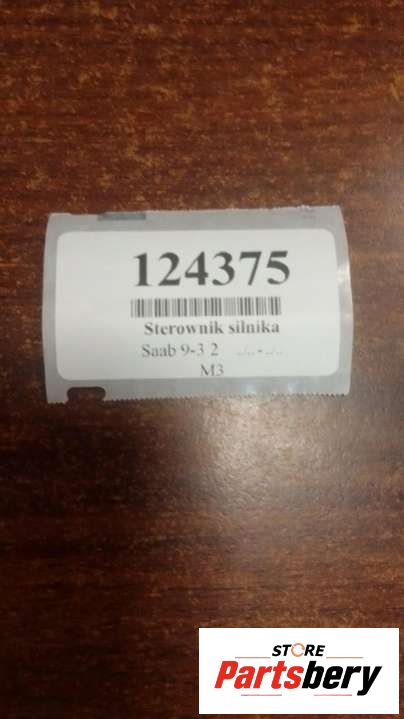 124375
Sterownik silnika
Saab 9-3 2
M3
STORE
Partsbery